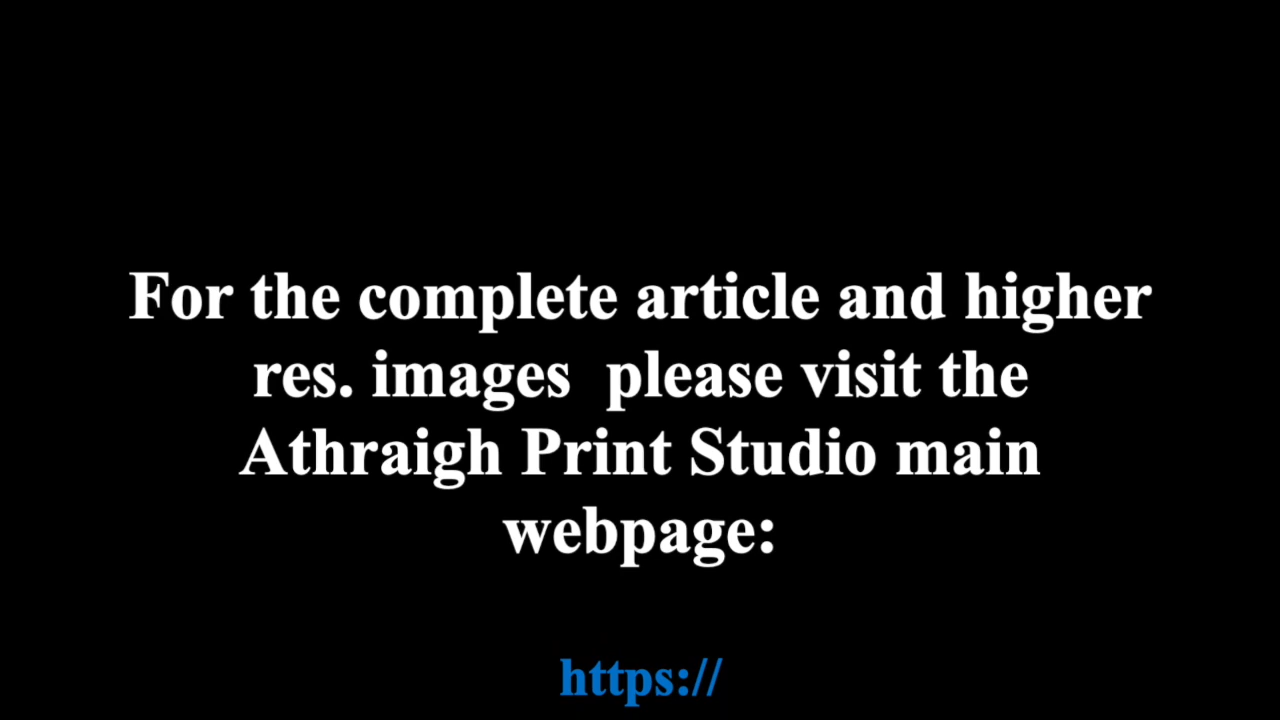 For the complete article and higher
res. images  please visit the
Athraigh Print Studio main
webpage:
https://